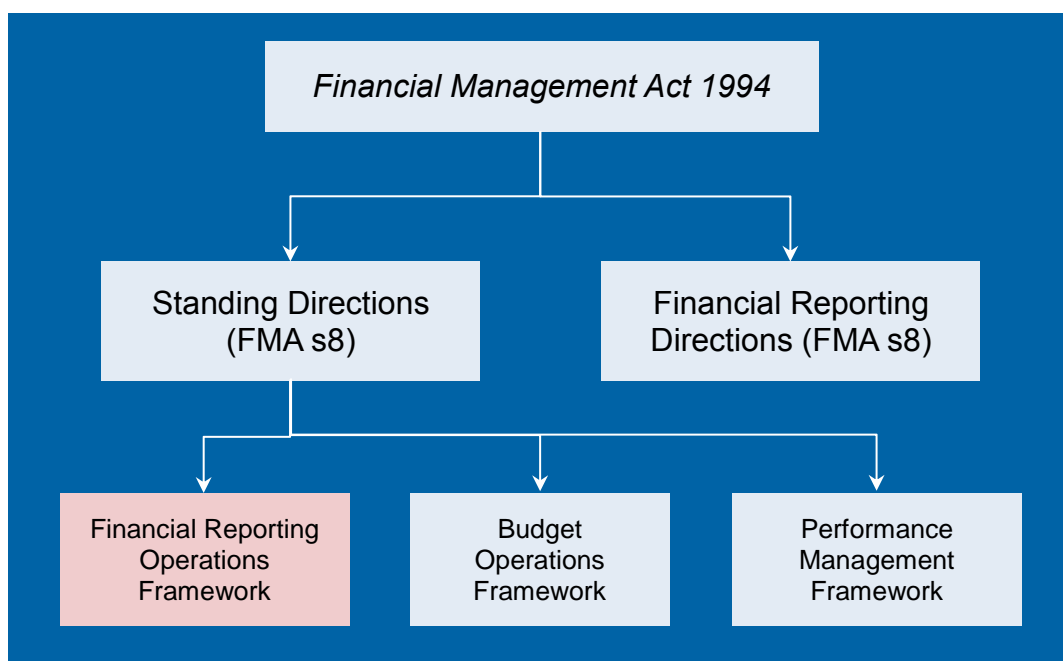 Financial Management Act 1994
Standing Directions
(FMA s8)
Financial Reporting
Directions (FMA s8)
Financial Reporting
Operations
Framework
Budget
Operations
Framework
Performance
Management
Framework